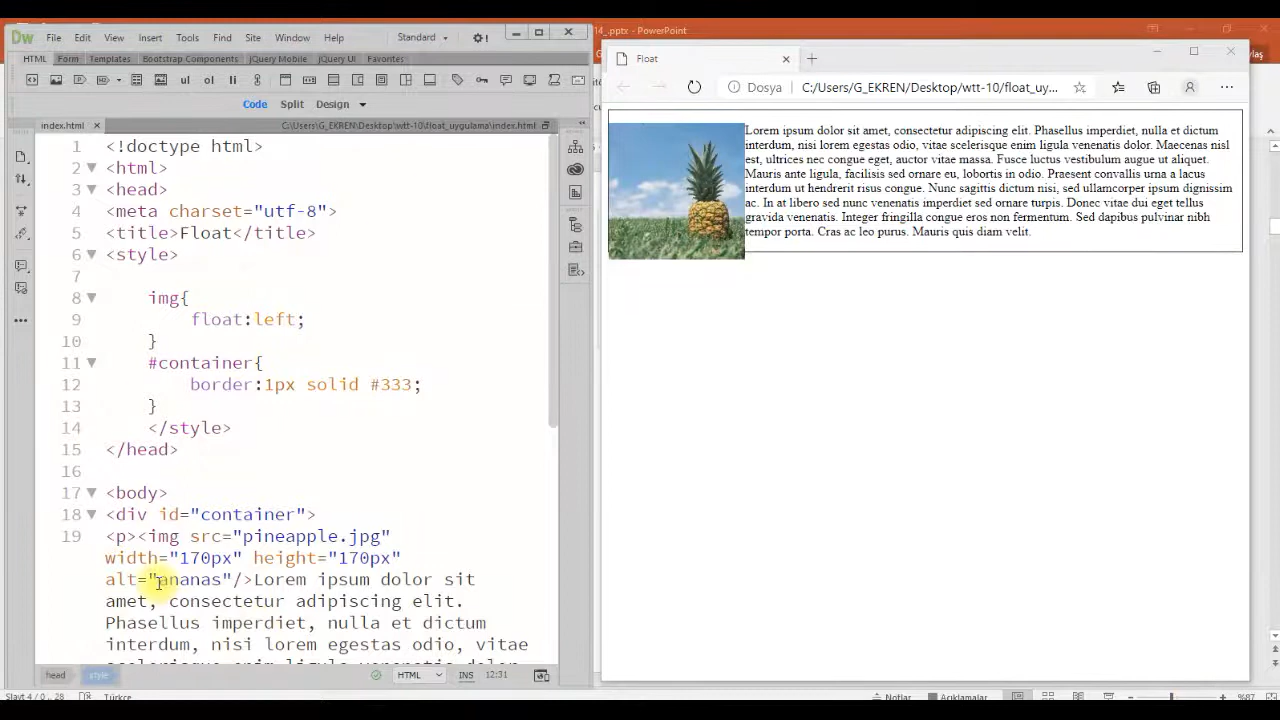 14_.pptx - PowerPoint
Dw File Edit View Insert Tools Find Site Window Help Standard
HTML Form Templates Bootstrap Components jQuery Mobile jQuery UI Favorites
ul ol li
Code Split Design
index.html × C:\Users\G_EKREN\Desktop\wtt-10\float_uygulama\index.html
1 <!doctype html>
2 <html>
3 <head>
4 <meta charset="utf-8">
5 <title>Float</title>
6 <style>
7
8 img{
9 float:left;
10 }
11 #container{
12 border:1px solid #333;
13 }
14 </style>
15 </head>
16
17 <body>
18 <div id="container">
19 <p><img src="pineapple.jpg"
width="170px" height="170px"
alt="ananas"/>Lorem ipsum dolor sit
amet, consectetur adipiscing elit.
Phasellus imperdiet, nulla et dictum
interdum, nisi lorem egestas odio, vitae
head style HTML INS 12:31
Float
Dosya C:/Users/G_EKREN/Desktop/wtt-10/float_uy...
Lorem ipsum dolor sit amet, consectetur adipiscing elit. Phasellus imperdiet, nulla et dictum
interdum, nisi lorem egestas odio, vitae scelerisque enim ligula venenatis dolor. Maecenas nisl
est, ultrices nec congue eget, auctor vitae massa. Fusce luctus vestibulum augue ut aliquet.
Mauris ante ligula, facilisis sed ornare eu, lobortis in odio. Praesent convallis urna a lacus
interdum ut hendrerit risus congue. Nunc sagittis dictum nisi, sed ullamcorper ipsum dignissim
ac. In at libero sed nunc venenatis imperdiet sed ornare turpis. Donec vitae dui eget tellus
gravida venenatis. Integer fringilla congue eros non fermentum. Sed dapibus pulvinar nibh
tempor porta. Cras ac leo purus. Mauris quis diam velit.
Türkçe Notlar Açıklamalar %87